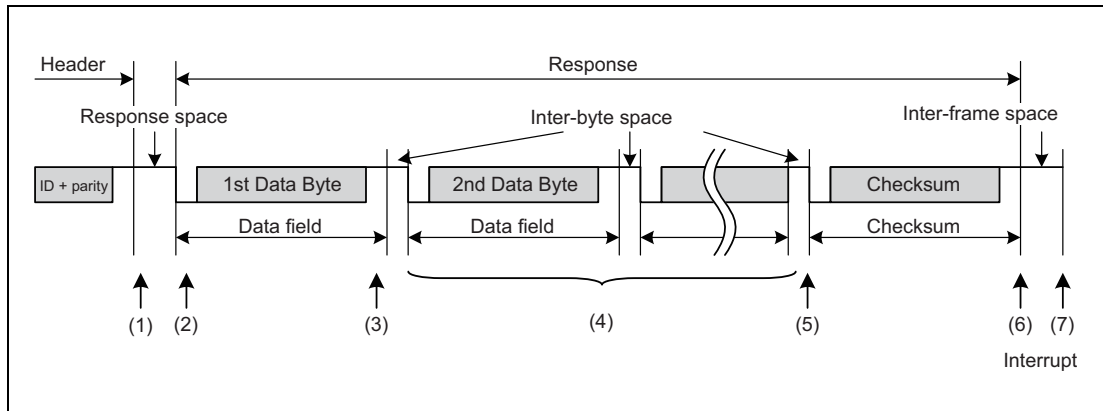 Header
Response
Response space
Inter-byte space
Inter-frame space
ID + parity
1st Data Byte
2nd Data Byte
Checksum
Data field
Data field
Checksum
(1)
(2)
(3)
(4)
(5)
(6)
(7)
Interrupt